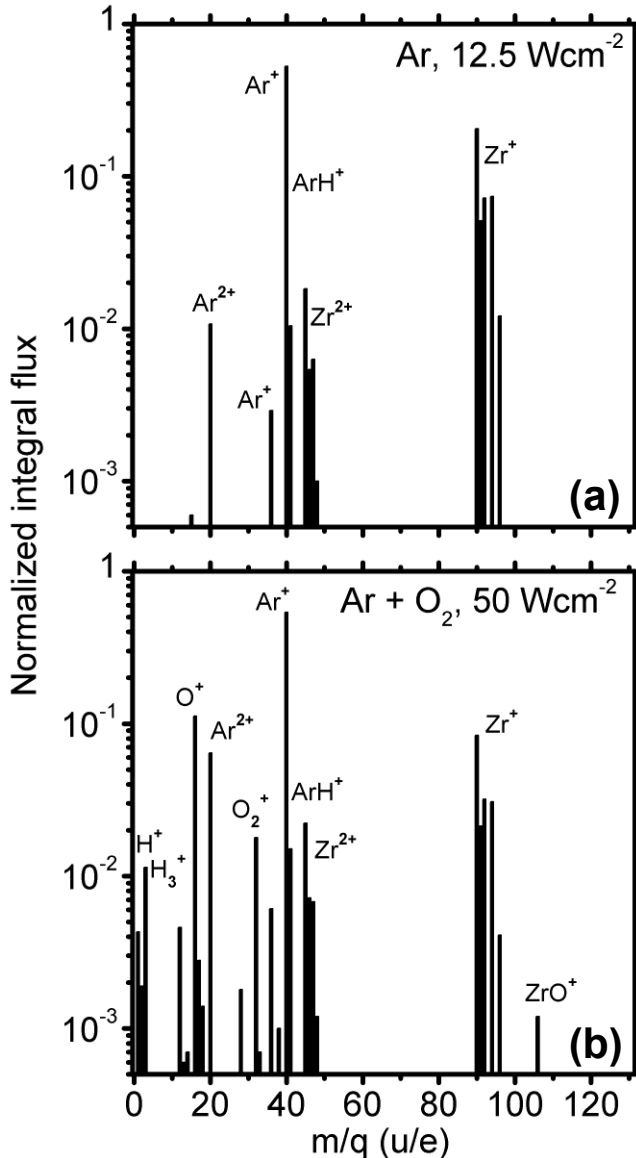 1
Ar, 12.5 Wcm⁻²
Ar⁺
Zr⁺
10⁻¹
ArH⁺
Ar²⁺
Zr²⁺
10⁻²
Ar⁺
10⁻³
(a)
Normalized integral flux
1
Ar + O₂, 50 Wcm⁻²
Ar⁺
O⁺
10⁻¹
Ar²⁺
Zr⁺
O₂⁺
ArH⁺
H⁺
Zr²⁺
10⁻²
H₃⁺
ZrO⁺
10⁻³
(b)
0 20 40 60 80 100 120
m/q (u/e)